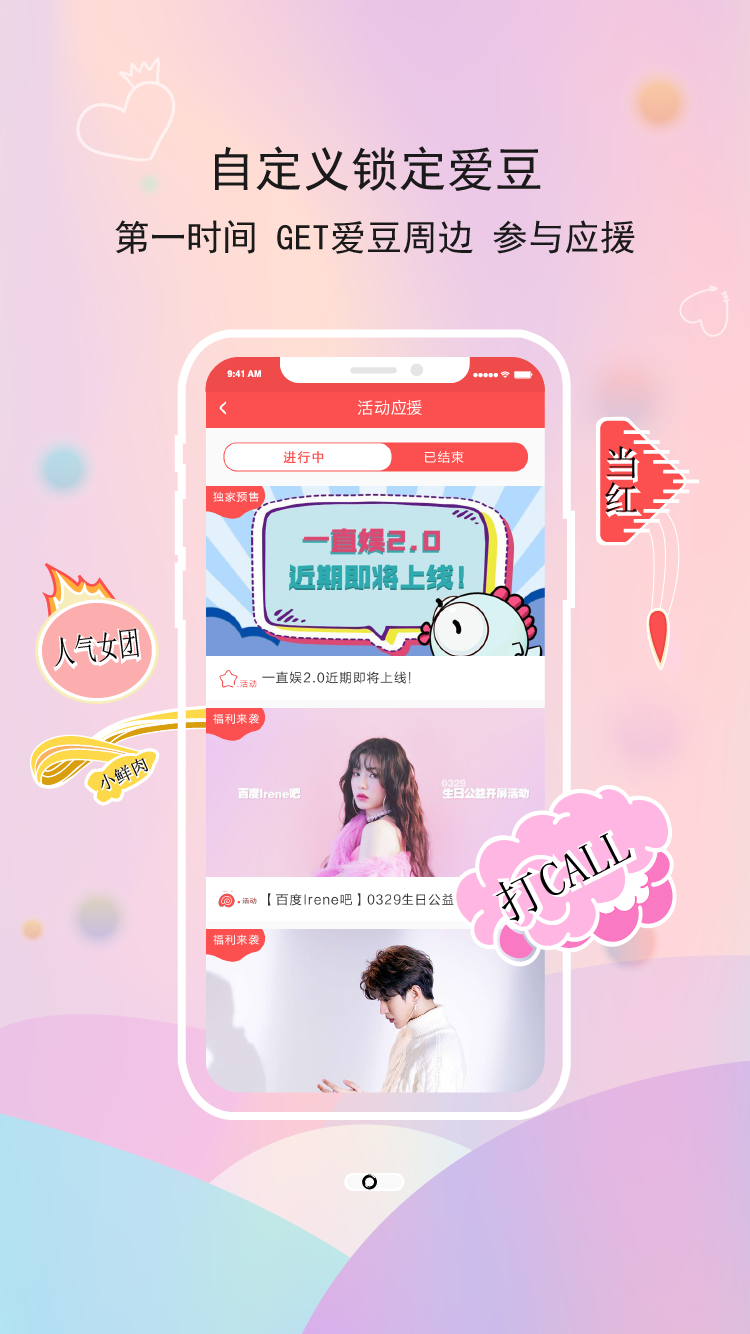 自定义锁定爱豆
第一时间 GET爱豆周边 参与应援
9:41 AM
活动应援
进行中
已结束
独家预售
一直娱2.0
近期即将上线!
活动 一直娱2.0近期即将上线!
福利来袭
百度Irene吧
0329
生日公益开屏活动
活动 【百度Irene吧】0329生日公益
福利来袭
当红
人气女团
小鲜肉
打CALL